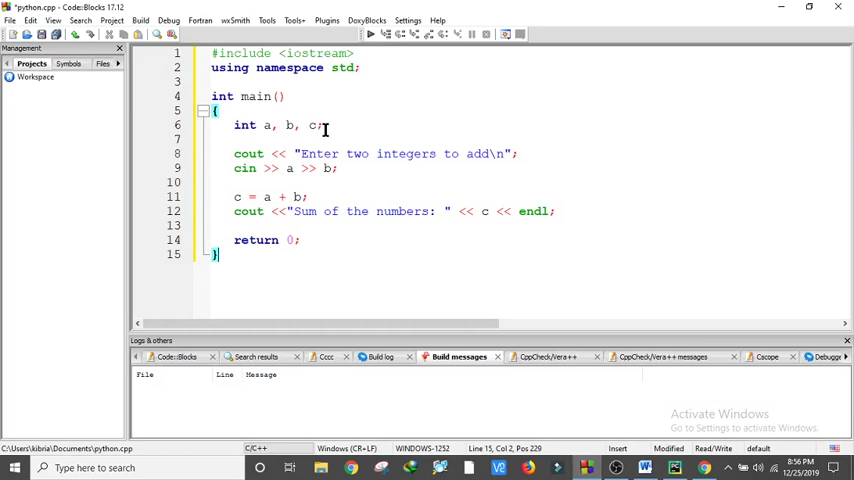 *python.cpp - Code::Blocks 17.12
File Edit View Search Project Build Debug Fortran wxSmith Tools Tools+ Plugins DoxyBlocks Settings Help
Management
Projects Symbols Files
Workspace
1 #include <iostream>
2 using namespace std;
3
4 int main()
5 {
6 int a, b, c;
7
8 cout << "Enter two integers to add\n";
9 cin >> a >> b;
10
11 c = a + b;
12 cout <<"Sum of the numbers: " << c << endl;
13
14 return 0;
15 }
Logs & others
Code::Blocks Search results Cccc Build log Build messages CppCheck/Vera++ CppCheck/Vera++ messages Cscope Debugge
File Line Message
Activate Windows
Go to Settings to activate Windows.
C:\Users\kibria\Documents\python.cpp C/C++ Windows (CR+LF) WINDOWS-1252 Line 15, Col 2, Pos 229 Insert Modified Read/Write default
Type here to search
8:56 PM
12/25/2019